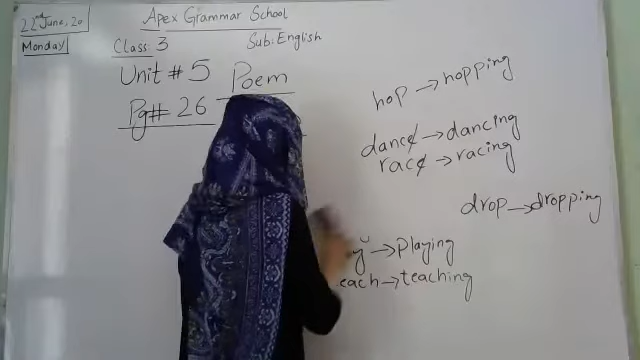 22nd June, 20
Monday
Apex Grammar School
Class: 3
Sub: English
Unit # 5 Poem
Pg# 26
hop → hopping
dance → dancing
race → racing
drop → dropping
y → playing
each → teaching